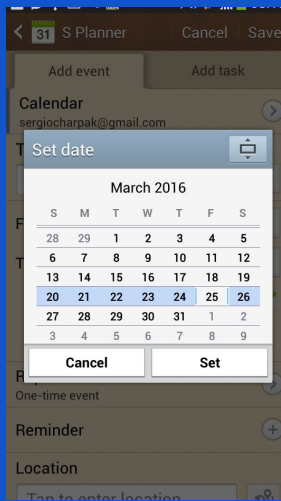 31 S Planner Cancel Save
Add event Add task
Calendar
sergiocharpak@gmail.com
T
Set date
March 2016
S M T W T F S
28 29 1 2 3 4 5
F
6 7 8 9 10 11 12
T
13 14 15 16 17 18 19
20 21 22 23 24 25 26
27 28 29 30 31 1 2
3 4 5 6 7 8 9
Cancel Set
One-time event
Reminder
Location
Tap to enter location